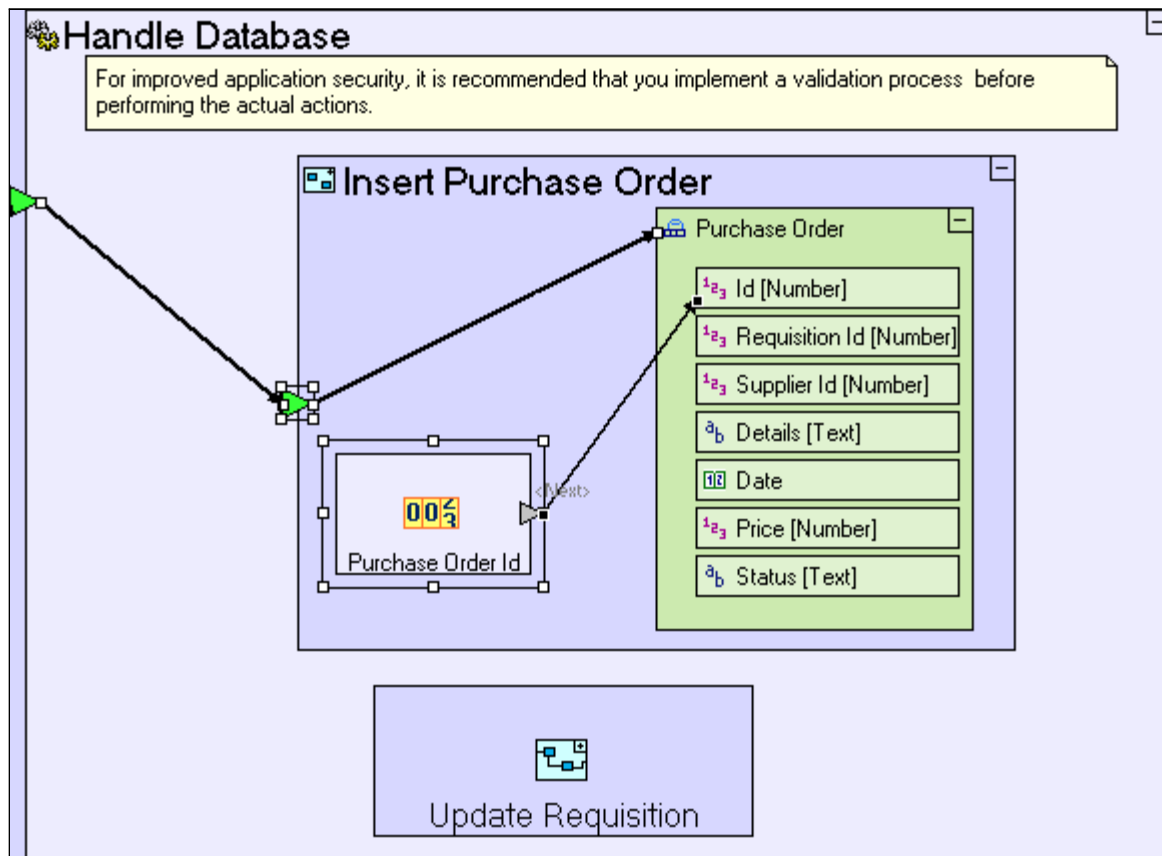 Handle Database
For improved application security, it is recommended that you implement a validation process  before
performing the actual actions.
Insert Purchase Order
Purchase Order
Id [Number]
Requisition Id [Number]
Supplier Id [Number]
Details [Text]
Date
Price [Number]
Status [Text]
<Next>
Purchase Order Id
Update Requisition